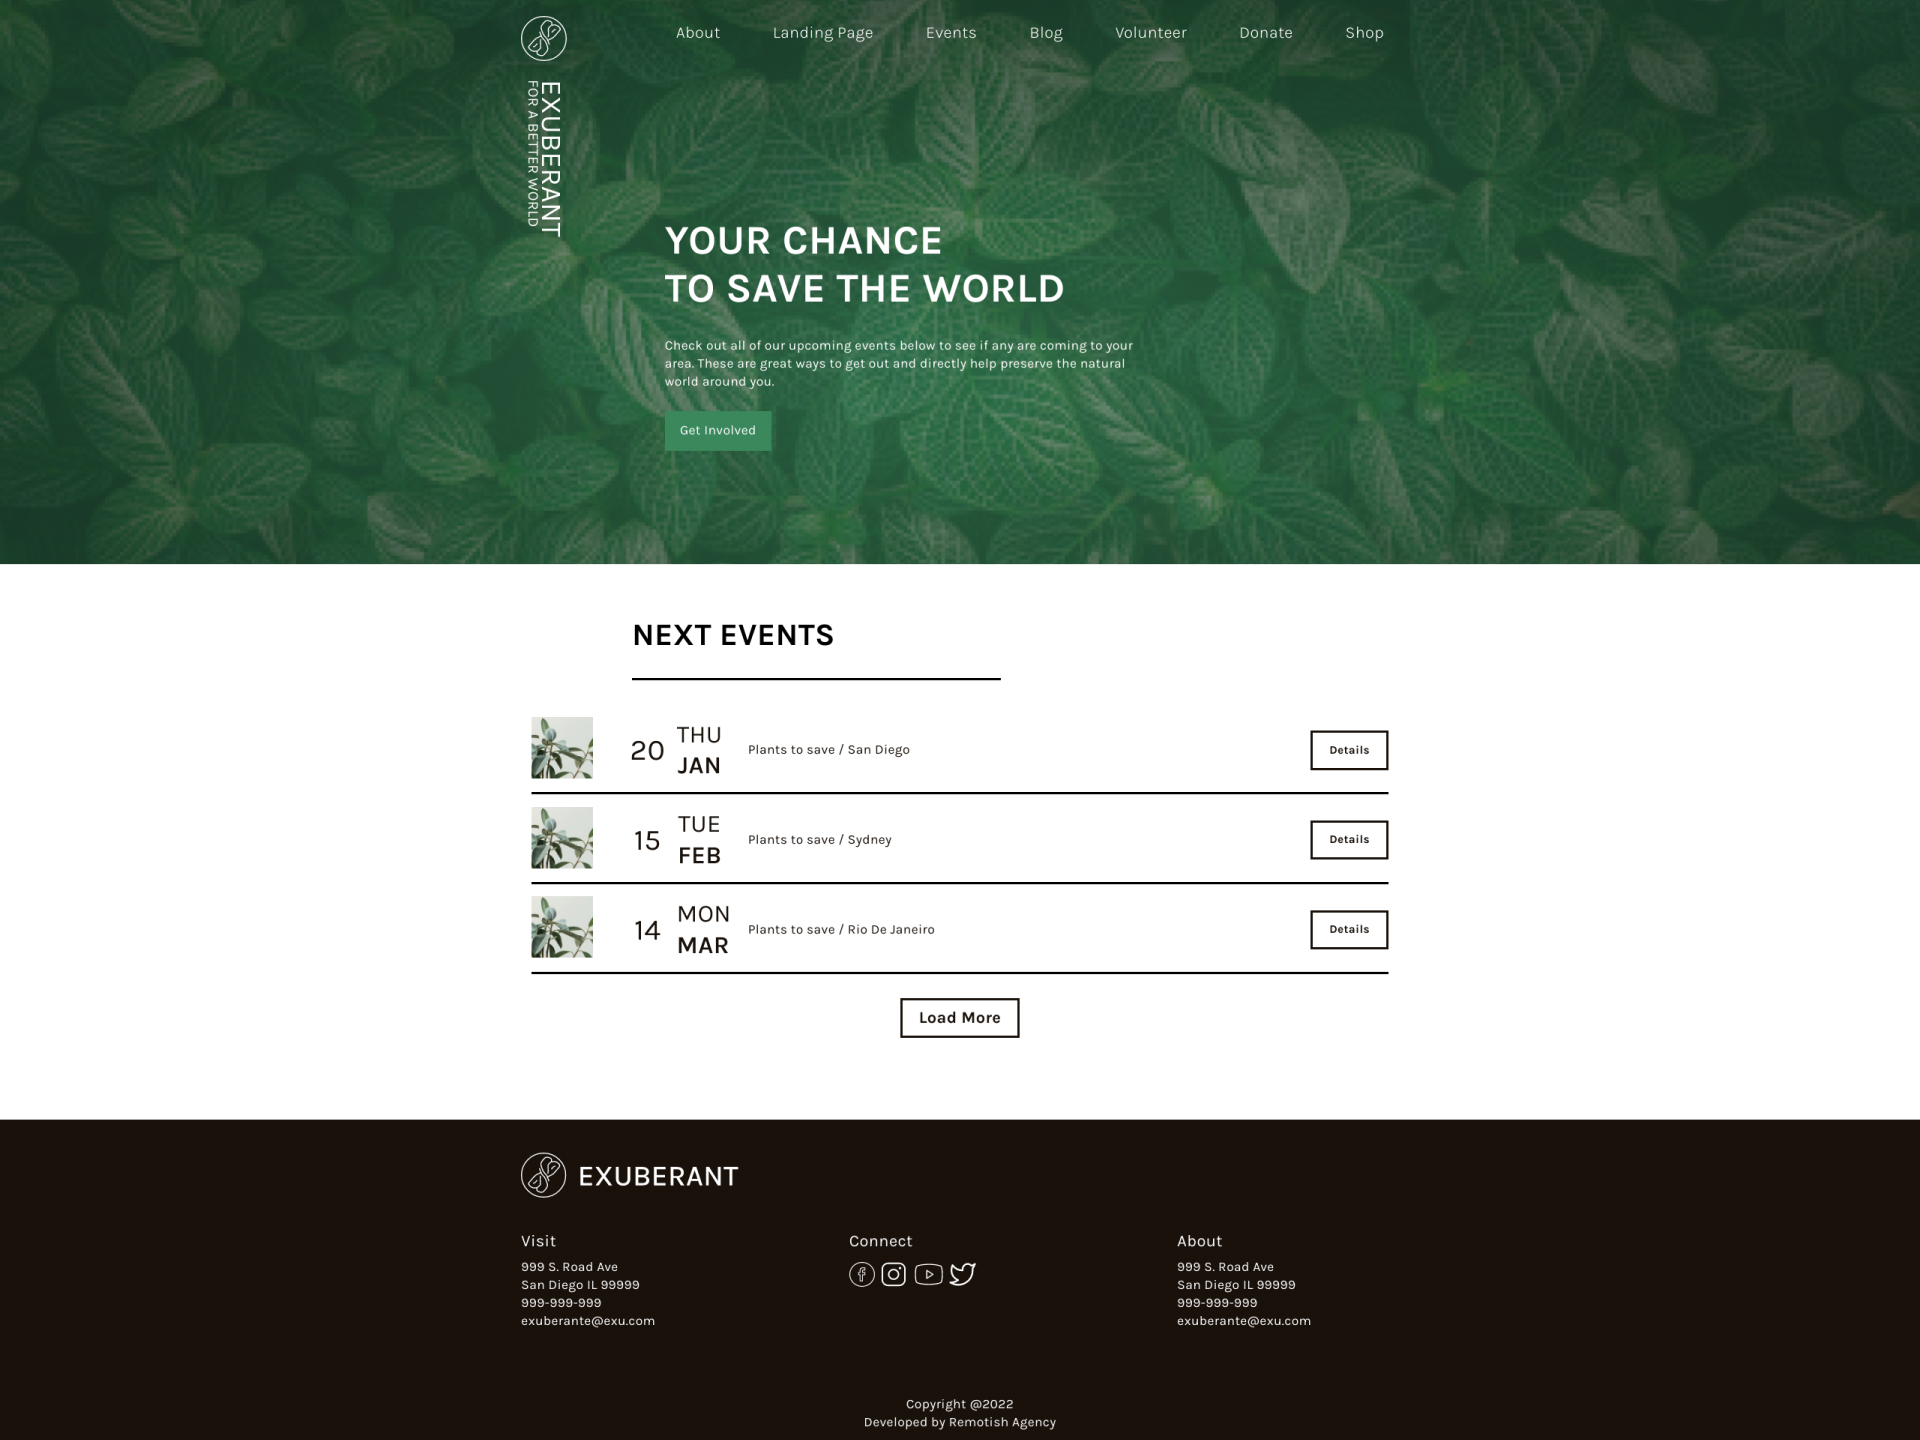 About
Landing Page
Events
Blog
Volunteer
Donate
Shop
EXUBERANT
FOR A BETTER WORLD
YOUR CHANCE
TO SAVE THE WORLD
Check out all of our upcoming events below to see if any are coming to your
area. These are great ways to get out and directly help preserve the natural
world around you.
Get Involved
NEXT EVENTS
20
THU
JAN
Plants to save / San Diego
Details
15
TUE
FEB
Plants to save / Sydney
Details
14
MON
MAR
Plants to save / Rio De Janeiro
Details
Load More
EXUBERANT
Visit
999 S. Road Ave
San Diego IL 99999
999-999-999
exuberante@exu.com
Connect
About
999 S. Road Ave
San Diego IL 99999
999-999-999
exuberante@exu.com
Copyright @2022
Developed by Remotish Agency